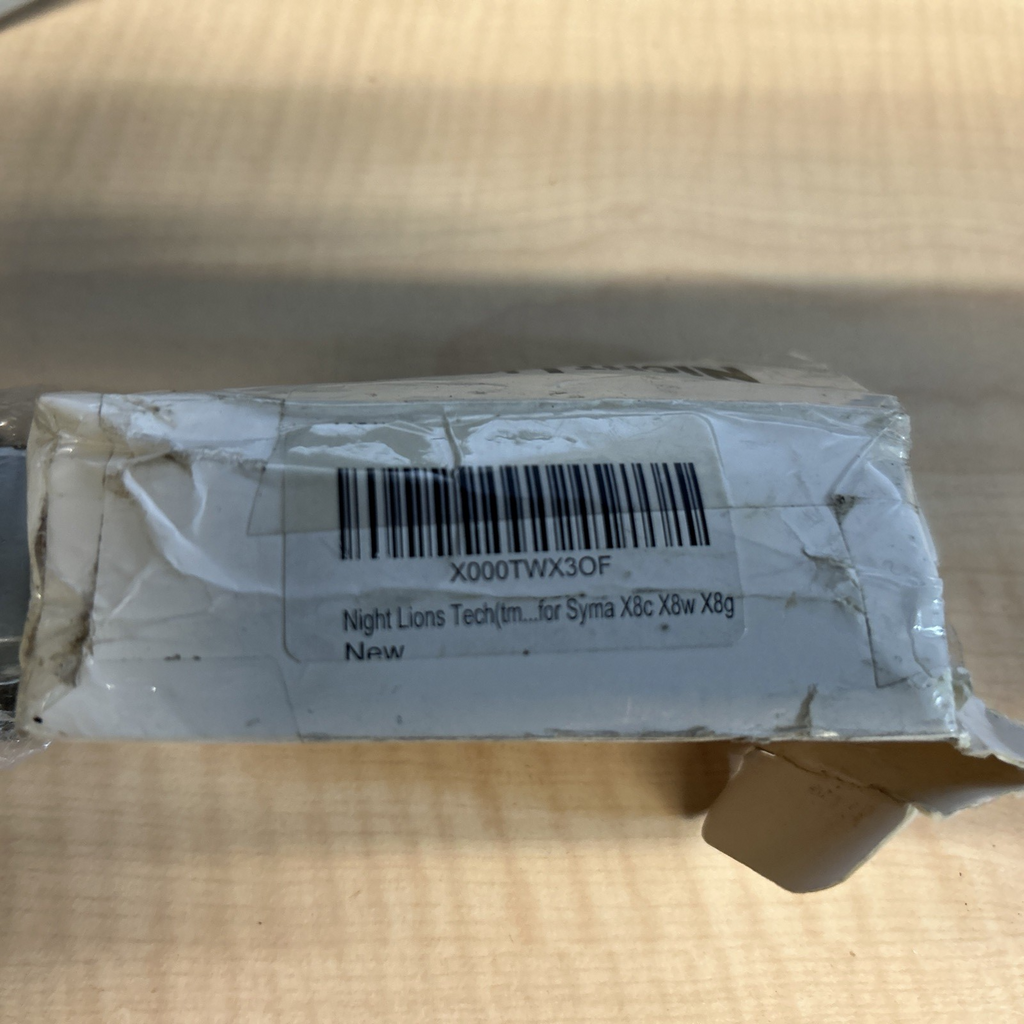 X000TWX3OF
Night Lions Tech(tm...for Syma X8c X8w X8g
New